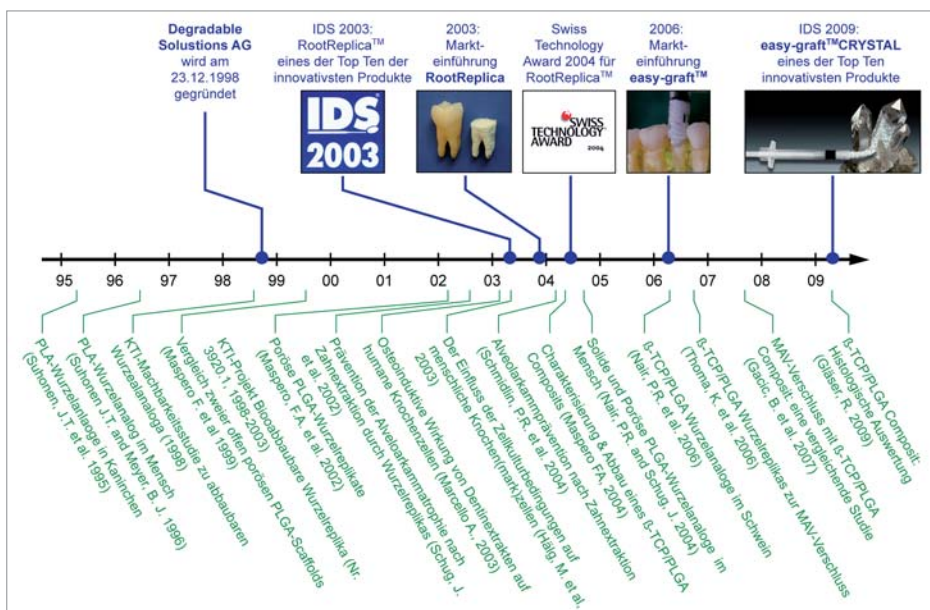 Degradable
Solustions AG
wird am
23.12.1998
gegründet
IDS 2003:
RootReplica™
eines der Top Ten der
innovativsten Produkte
IDS
2003
2003:
Markt-
einführung
RootReplica
Swiss
Technology
Award 2004 für
RootReplica™
SWISS
TECHNOLOGY
AWARD
2004
2006:
Markt-
einführung
easy-graft™
IDS 2009:
easy-graft™CRYSTAL
eines der Top Ten
innovativsten Produkte
95 96 97 98 99 00 01 02 03 04 05 06 07 08 09
PLA-Wurzelanaloge in Kaninchen
(Suhonen, J.T. et al. 1995)
PLA-Wurzelanalog im Mensch
(Suhonen J.T. and Meyer, B. J. 1996)
KTI-Machbarkeitsstudie zu abbaubaren
Wurzealanoga (1998)
Vergleich zweier offen porösen PLGA-Scaffolds
(Maspero F. et al 1999)
KTI-Projekt Bioabbaubare Wurzelreplika (Nr.
3920.1, 1998-2003)
Poröse PLGA-Wurzelreplikate
(Maspero, F.A. et al. 2002)
Prävention der Alvelarkammatrophie nach
Zahnextraktion durch Wurzelreplikas (Schug, J.
et al. 2002)
Osteoinduktive Wirkung von Dentinextrakten auf
humane Knochenzellen (Marcello A., 2003)
Der Einfluss der Zellkulturbedingungen auf
menschliche Knochen(mark)zellen (Hälg, M. et al.
2003)
Alveolarkammprävention nach Zahnextraktion
(Schmidlin, P.R. et al. 2004)
Charakterisierung & Abbau eines ß-TCP/PLGA
Composits (Maspero FA, 2004)
Solide und Poröse PLGA-Wurzelanaloge im
Mensch (Nair, P.R. and Schug, J. 2004)
ß-TCP/PLGA Wurzelanaloge im Schwein
(Nair, P.R. et al. 2006)
ß-TCP/PLGA Wurzelreplikas zur MAV-Verschluss
(Thoma, K. et al. 2006)
MAV-Verschluss mit ß-TCP/PLGA
Composit: eine vergleichende Studie
(Gacic, B. et al. 2007)
ß-TCP/PLGA Composit:
Histologische Auswertung
(Gläser, R. 2009)